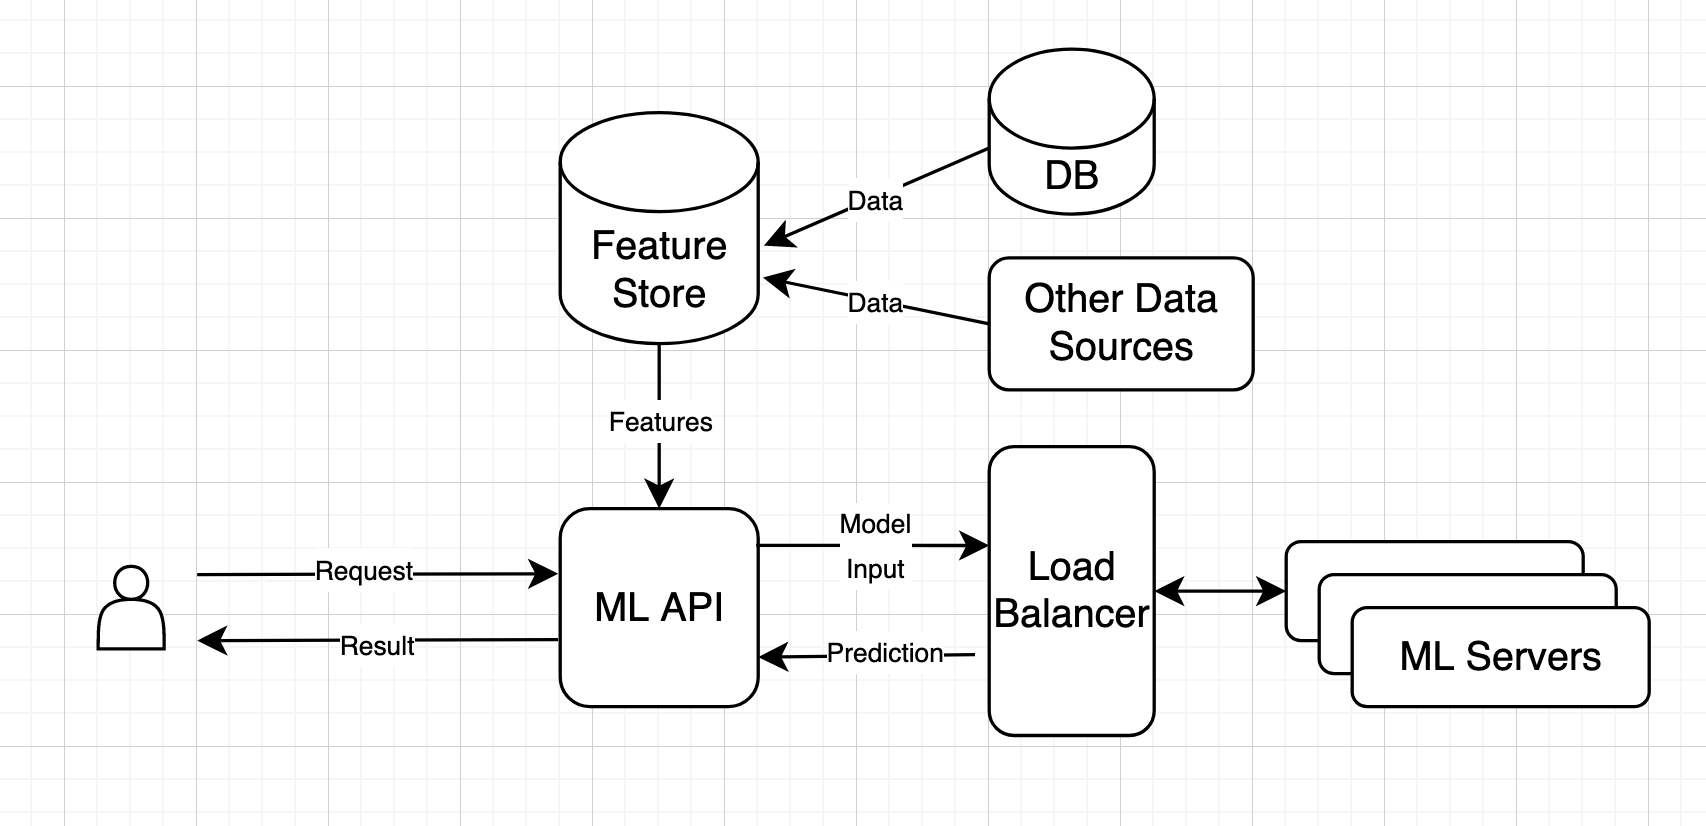 DB
Data
Feature
Store
Other Data
Sources
Data
Features
Model
Input
Load
Balancer
Request
ML API
Result
Prediction
ML Servers